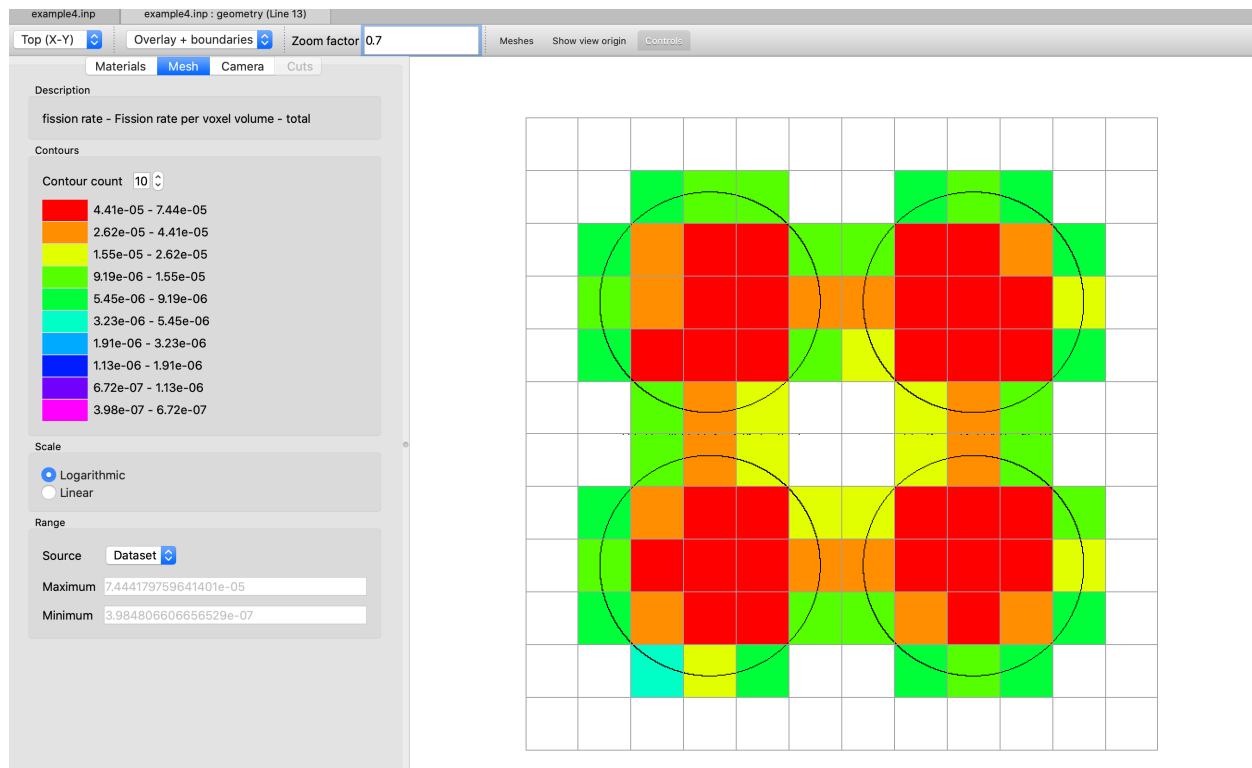 example4.inp example4.inp : geometry (Line 13)
Top (X-Y) Overlay + boundaries Zoom factor 0.7 Meshes Show view origin Controls
Materials Mesh Camera Cuts
Description
fission rate - Fission rate per voxel volume - total
Contours
Contour count 10
4.41e-05 - 7.44e-05
2.62e-05 - 4.41e-05
1.55e-05 - 2.62e-05
9.19e-06 - 1.55e-05
5.45e-06 - 9.19e-06
3.23e-06 - 5.45e-06
1.91e-06 - 3.23e-06
1.13e-06 - 1.91e-06
6.72e-07 - 1.13e-06
3.98e-07 - 6.72e-07
Scale
Logarithmic
Linear
Range
Source Dataset
Maximum 7.444179759641401e-05
Minimum 3.984806606656529e-07